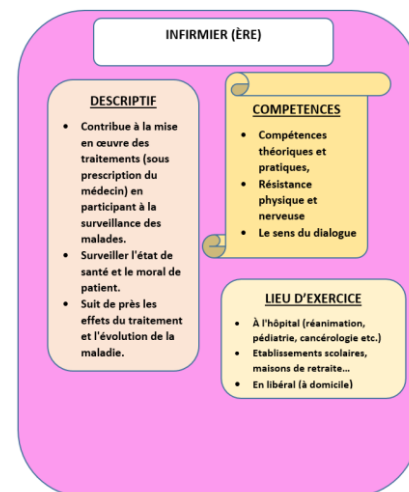 INFIRMIER (ÈRE)
DESCRIPTIF
• Contribue à la mise
en œuvre des
traitements (sous
prescription du
médecin) en
participant à la
surveillance des
malades.
• Surveiller l'état de
santé et le moral de
patient.
• Suit de près les
effets du traitement
et l'évolution de la
maladie.
COMPETENCES
• Compétences
théoriques et
pratiques,
• Résistance
physique et
nerveuse
• Le sens du dialogue
LIEU D'EXERCICE
• À l'hôpital (réanimation,
pédiatrie, cancérologie etc.)
• Etablissements scolaires,
maisons de retraite...
• En libéral (à domicile)